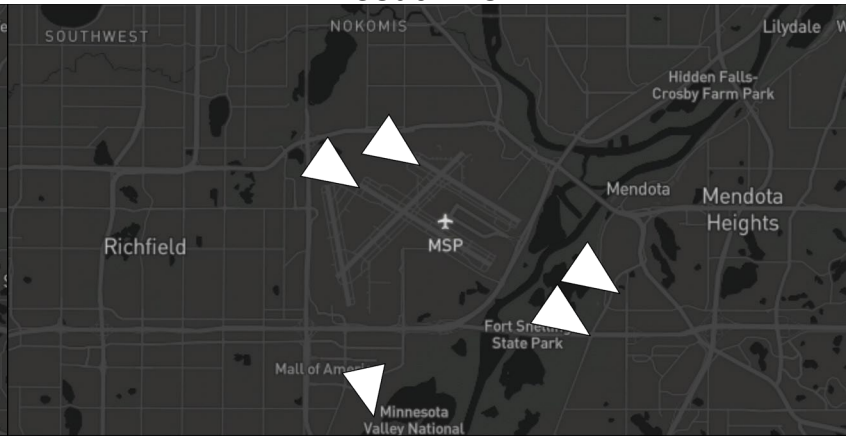 SOUTHWEST
NOKOMIS
Lilydale
Hidden Falls-
Crosby Farm Park
Mendota
Mendota
Heights
Richfield
MSP
Fort Snelling
State Park
Mall of America
Minnesota
Valley National